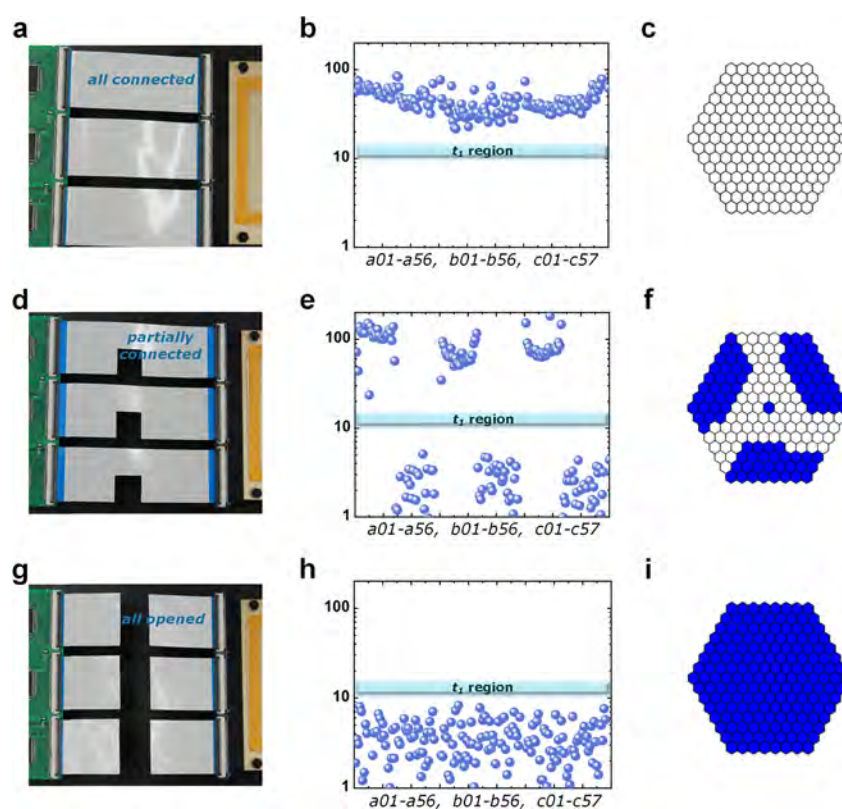 a
b
c
all connected
100
10
1
t₁ region
a01-a56, b01-b56, c01-c57
d
e
f
partially
connected
100
10
1
t₁ region
a01-a56, b01-b56, c01-c57
g
h
i
all opened
100
10
1
t₁ region
a01-a56, b01-b56, c01-c57